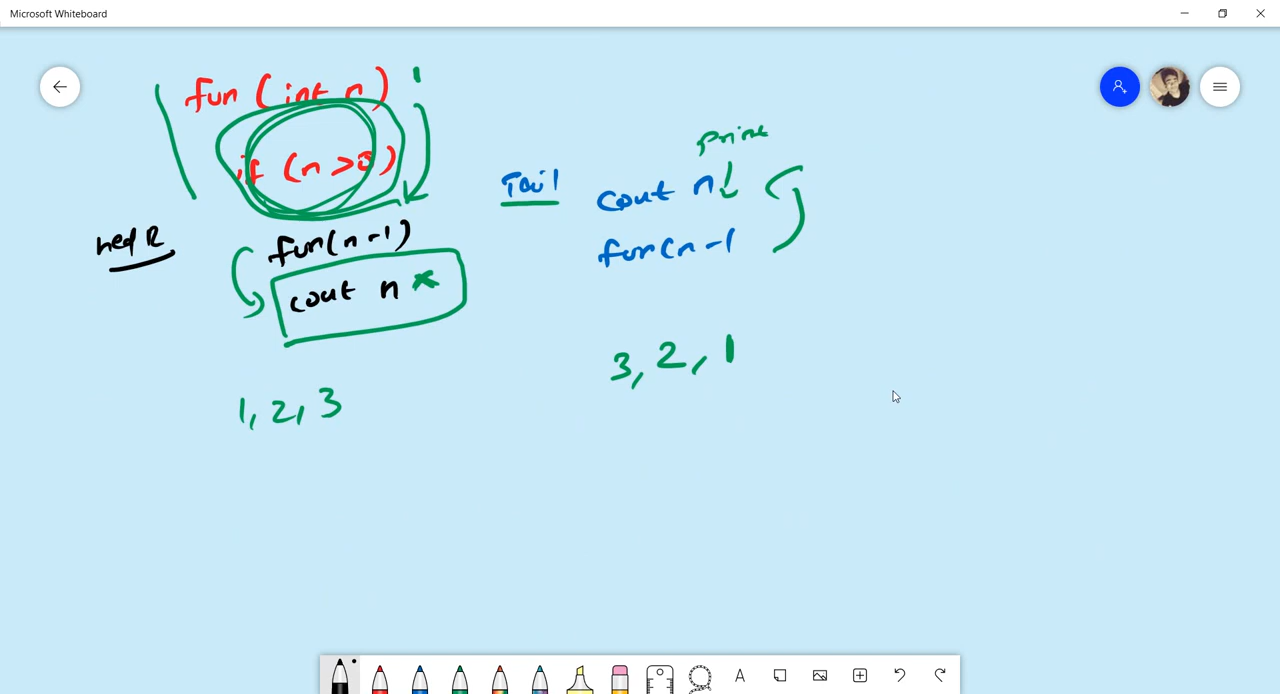 Microsoft Whiteboard
fun (int n)
if (n > 0)
fun(n-1)
cout n
1, 2, 3
Tail
print
cout n
fun(n-1
3, 2, 1
A